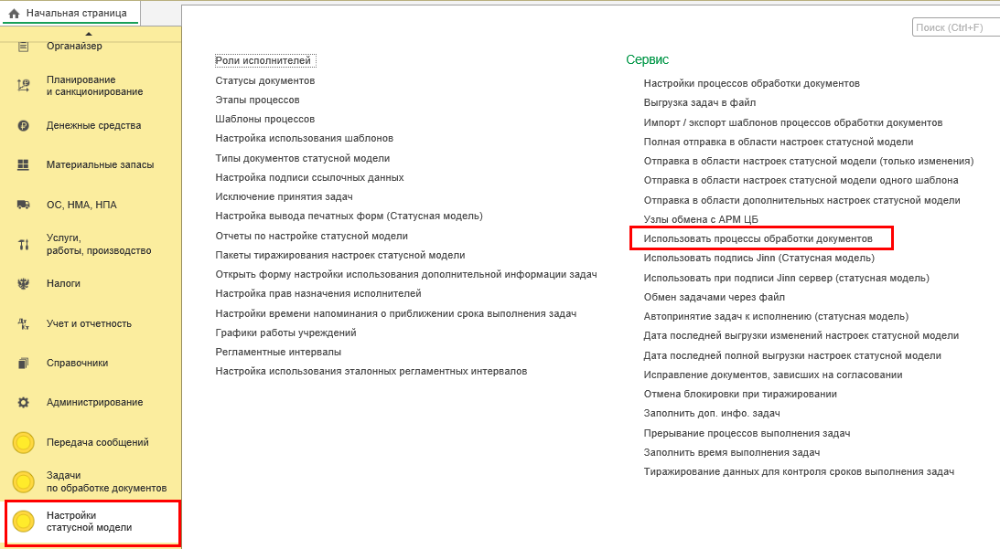 Начальная страница
Поиск (Ctrl+F)
Органайзер
Планирование
и санкционирование
Денежные средства
Материальные запасы
ОС, НМА, НПА
Услуги,
работы, производство
Налоги
Учет и отчетность
Справочники
Администрирование
Передача сообщений
Задачи
по обработке документов
Настройки
статусной модели
Роли исполнителей
Статусы документов
Этапы процессов
Шаблоны процессов
Настройка использования шаблонов
Типы документов статусной модели
Настройка подписи ссылочных данных
Исключение принятия задач
Настройка вывода печатных форм (Статусная модель)
Отчеты по настройке статусной модели
Пакеты тиражирования настроек статусной модели
Открыть форму настройки использования дополнительной информации задач
Настройка прав назначения исполнителей
Настройки времени напоминания о приближении срока выполнения задач
Графики работы учреждений
Регламентные интервалы
Настройка использования эталонных регламентных интервалов
Сервис
Настройки процессов обработки документов
Выгрузка задач в файл
Импорт / экспорт шаблонов процессов обработки документов
Полная отправка в области настроек статусной модели
Отправка в области настроек статусной модели (только изменения)
Отправка в области настроек статусной модели одного шаблона
Отправка в области дополнительных настроек статусной модели
Узлы обмена с АРМ ЦБ
Использовать процессы обработки документов
Использовать подпись Jinn (Статусная модель)
Использовать при подписи Jinn сервер (статусная модель)
Обмен задачами через файл
Автопринятие задач к исполнению (статусная модель)
Дата последней выгрузки изменений настроек статусной модели
Дата последней полной выгрузки настроек статусной модели
Исправление документов, зависших на согласовании
Отмена блокировки при тиражировании
Заполнить доп. инфо. задач
Прерывание процессов выполнения задач
Заполнить время выполнения задач
Тиражирование данных для контроля сроков выполнения задач